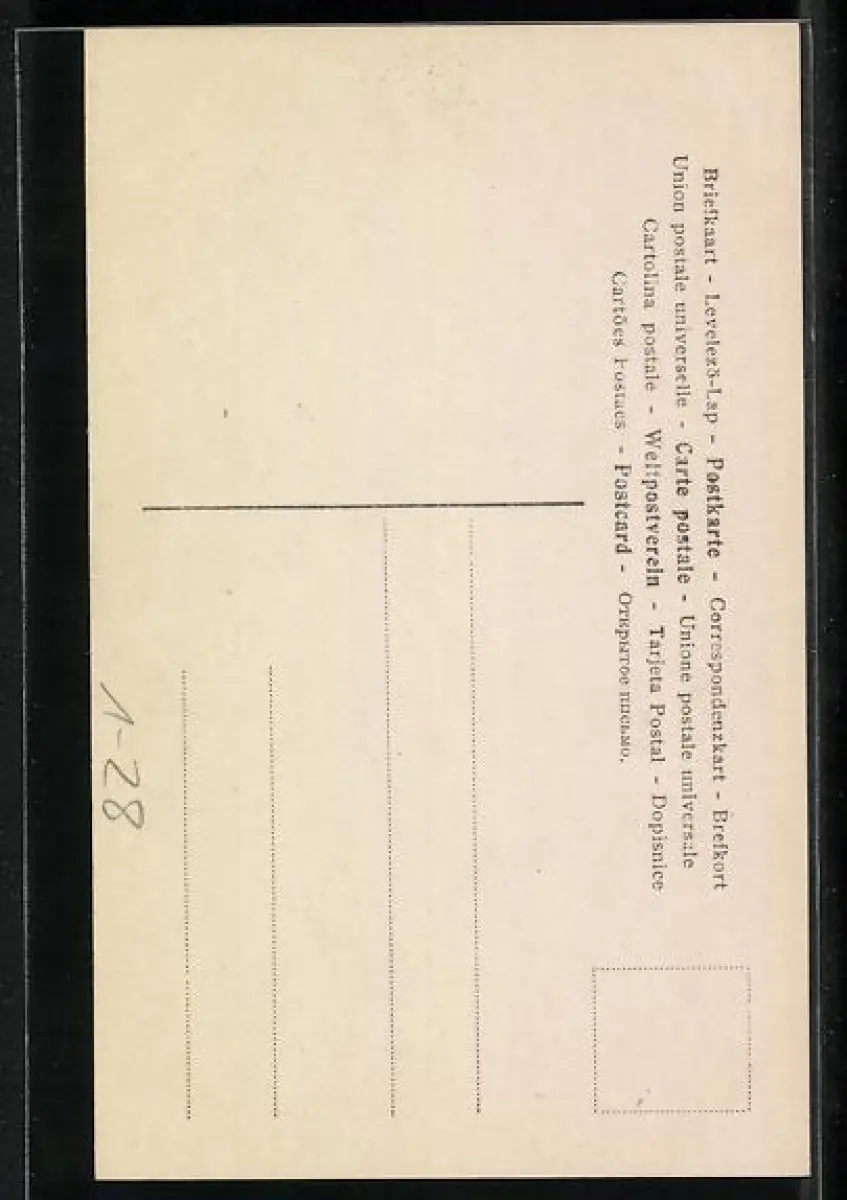 Briefkaart - Levelezõ-Lap - Postkarte - Correspondenzkart - Brefkort
Union postale universelle - Carte postale - Unione postale universale
Cartolina postale - Weltpostverein - Tarjeta Postal - Dopisnice
Cartões Postaes - Postcard - Открытое письмо.
1-28